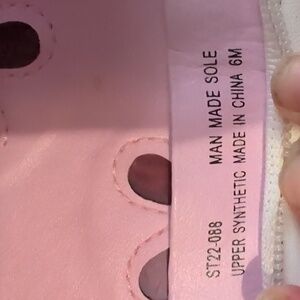 ST22-088 MAN MADE SOLE
UPPER SYNTHETIC MADE IN CHINA 6M